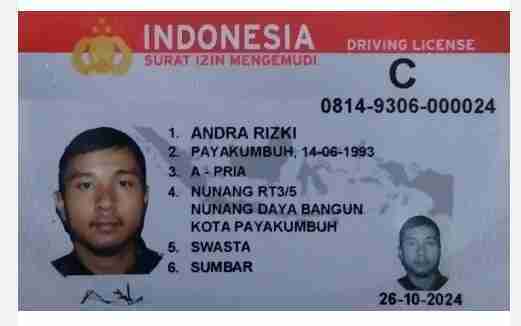 INDONESIA
SURAT IZIN MENGEMUDI
DRIVING LICENSE
C
0814-9306-000024
1. ANDRA RIZKI
2. PAYAKUMBUH, 14-06-1993
3. A - PRIA
4. NUNANG RT3/5
NUNANG DAYA BANGUN
KOTA PAYAKUMBUH
5. SWASTA
6. SUMBAR
26-10-2024